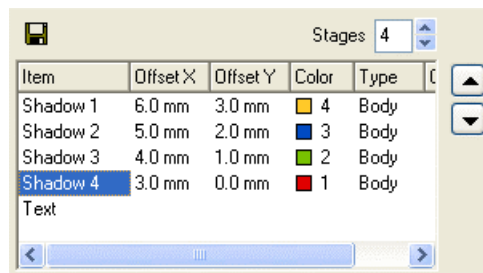 Stages 4
Item Offset X Offset Y Color Type
Shadow 1 6.0 mm 3.0 mm 4 Body
Shadow 2 5.0 mm 2.0 mm 3 Body
Shadow 3 4.0 mm 1.0 mm 2 Body
Shadow 4 3.0 mm 0.0 mm 1 Body
Text